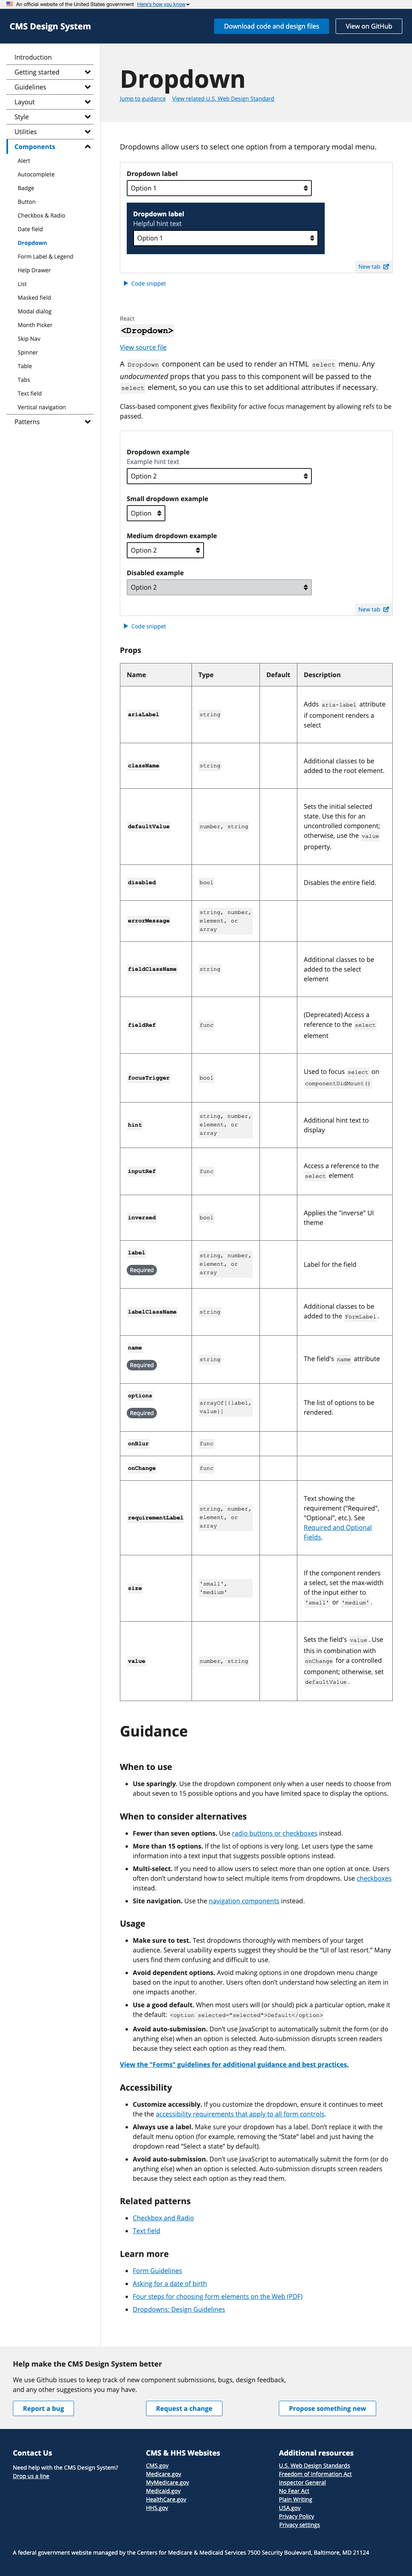 An official website of the United States government Here's how you know
CMS Design System
Download code and design files
View on GitHub
Introduction
Getting started
Guidelines
Layout
Style
Utilities
Components
Alert
Autocomplete
Badge
Button
Checkbox & Radio
Date field
Dropdown
Form Label & Legend
Help Drawer
List
Masked field
Modal dialog
Month Picker
Skip Nav
Spinner
Table
Tabs
Text field
Vertical navigation
Patterns
Dropdown
Jump to guidance View related U.S. Web Design Standard
Dropdowns allow users to select one option from a temporary modal menu.
Dropdown label
Option 1
Dropdown label
Helpful hint text
Option 1
New tab
Code snippet
React
<Dropdown>
View source file
A Dropdown component can be used to render an HTML select menu. Any
undocumented props that you pass to this component will be passed to the
select element, so you can use this to set additional attributes if necessary.
Class-based component gives flexibility for active focus management by allowing refs to be
passed.
Dropdown example
Example hint text
Option 2
Small dropdown example
Option
Medium dropdown example
Option 2
Disabled example
Option 2
New tab
Code snippet
Props
Name Type Default Description
ariaLabel string Adds aria-label attribute
if component renders a
select
className string Additional classes to be
added to the root element.
defaultValue number, string Sets the initial selected
state. Use this for an
uncontrolled component;
otherwise, use the value
property.
disabled bool Disables the entire field.
errorMessage string, number,
element, or
array
fieldClassName string Additional classes to be
added to the select
element
fieldRef func (Deprecated) Access a
reference to the select
element
focusTrigger bool Used to focus select on
componentDidMount()
hint string, number,
element, or
array Additional hint text to
display
inputRef func Access a reference to the
select element
inversed bool Applies the "inverse" UI
theme
label
Required string, number,
element, or
array Label for the field
labelClassName string Additional classes to be
added to the FormLabel.
name
Required string The field's name attribute
options
Required arrayOf[{label,
value}] The list of options to be
rendered.
onBlur func
onChange func
requirementLabel string, number,
element, or
array Text showing the
requirement ("Required",
"Optional", etc.). See
Required and Optional
Fields.
size 'small',
'medium' If the component renders
a select, set the max-width
of the input either to
'small' or 'medium'.
value number, string Sets the field's value. Use
this in combination with
onChange for a controlled
component; otherwise, set
defaultValue.
Guidance
When to use
Use sparingly. Use the dropdown component only when a user needs to choose from
about seven to 15 possible options and you have limited space to display the options.
When to consider alternatives
Fewer than seven options. Use radio buttons or checkboxes instead.
More than 15 options. If the list of options is very long. Let users type the same
information into a text input that suggests possible options instead.
Multi-select. If you need to allow users to select more than one option at once. Users
often don't understand how to select multiple items from dropdowns. Use checkboxes
instead.
Site navigation. Use the navigation components instead.
Usage
Make sure to test. Test dropdowns thoroughly with members of your target
audience. Several usability experts suggest they should be the “UI of last resort.” Many
users find them confusing and difficult to use.
Avoid dependent options. Avoid making options in one dropdown menu change
based on the input to another. Users often don't understand how selecting an item in
one impacts another.
Use a good default. When most users will (or should) pick a particular option, make it
the default: <option selected="selected">Default</option>
Avoid auto-submission. Don't use JavaScript to automatically submit the form (or do
anything else) when an option is selected. Auto-submission disrupts screen readers
because they select each option as they read them.
View the "Forms" guidelines for additional guidance and best practices.
Accessibility
Customize accessibly. If you customize the dropdown, ensure it continues to meet
the the accessibility requirements that apply to all form controls.
Always use a label. Make sure your dropdown has a label. Don't replace it with the
default menu option (for example, removing the “State” label and just having the
dropdown read “Select a state” by default).
Avoid auto-submission. Don't use JavaScript to automatically submit the form (or do
anything else) when an option is selected. Auto-submission disrupts screen readers
because they select each option as they read them.
Related patterns
Checkbox and Radio
Text field
Learn more
Form Guidelines
Asking for a date of birth
Four steps for choosing form elements on the Web (PDF)
Dropdowns: Design Guidelines
Help make the CMS Design System better
We use Github issues to keep track of new component submissions, bugs, design feedback,
and any other suggestions you may have.
Report a bug
Request a change
Propose something new
Contact Us
Need help with the CMS Design System?
Drop us a line
CMS & HHS Websites
CMS.gov
Medicare.gov
MyMedicare.gov
Medicaid.gov
HealthCare.gov
HHS.gov
Additional resources
U.S. Web Design Standards
Freedom of Information Act
Inspector General
No Fear Act
Plain Writing
USA.gov
Privacy Policy
Privacy settings
A federal government website managed by the Centers for Medicare & Medicaid Services 7500 Security Boulevard, Baltimore, MD 21124